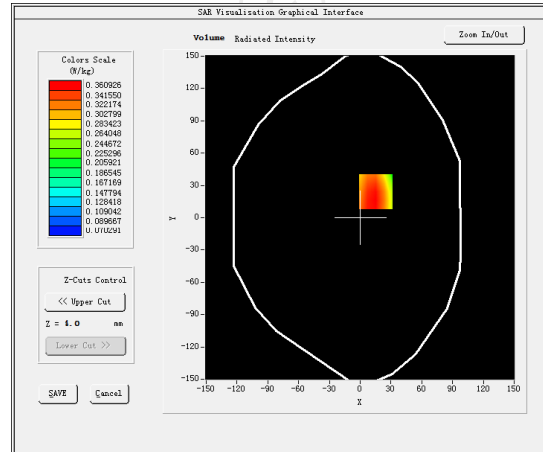 SAR Visualisation Graphical Interface
Volume Radiated Intensity
Zoom In/Out
Colors Scale
(W/kg)
0.360926
0.341550
0.322174
0.302799
0.283423
0.264048
0.244672
0.225296
0.205921
0.186545
0.167169
0.147794
0.128418
0.109042
0.089667
0.070291
150
120
90
60
30
0
-30
-60
-90
-120
-150
Y
-150 -120 -90 -60 -30 0 30 60 90 120 150
X
Z-Cuts Control
<< Upper Cut
Z = 4.0 mm
Lower Cut >>
SAVE
Cancel